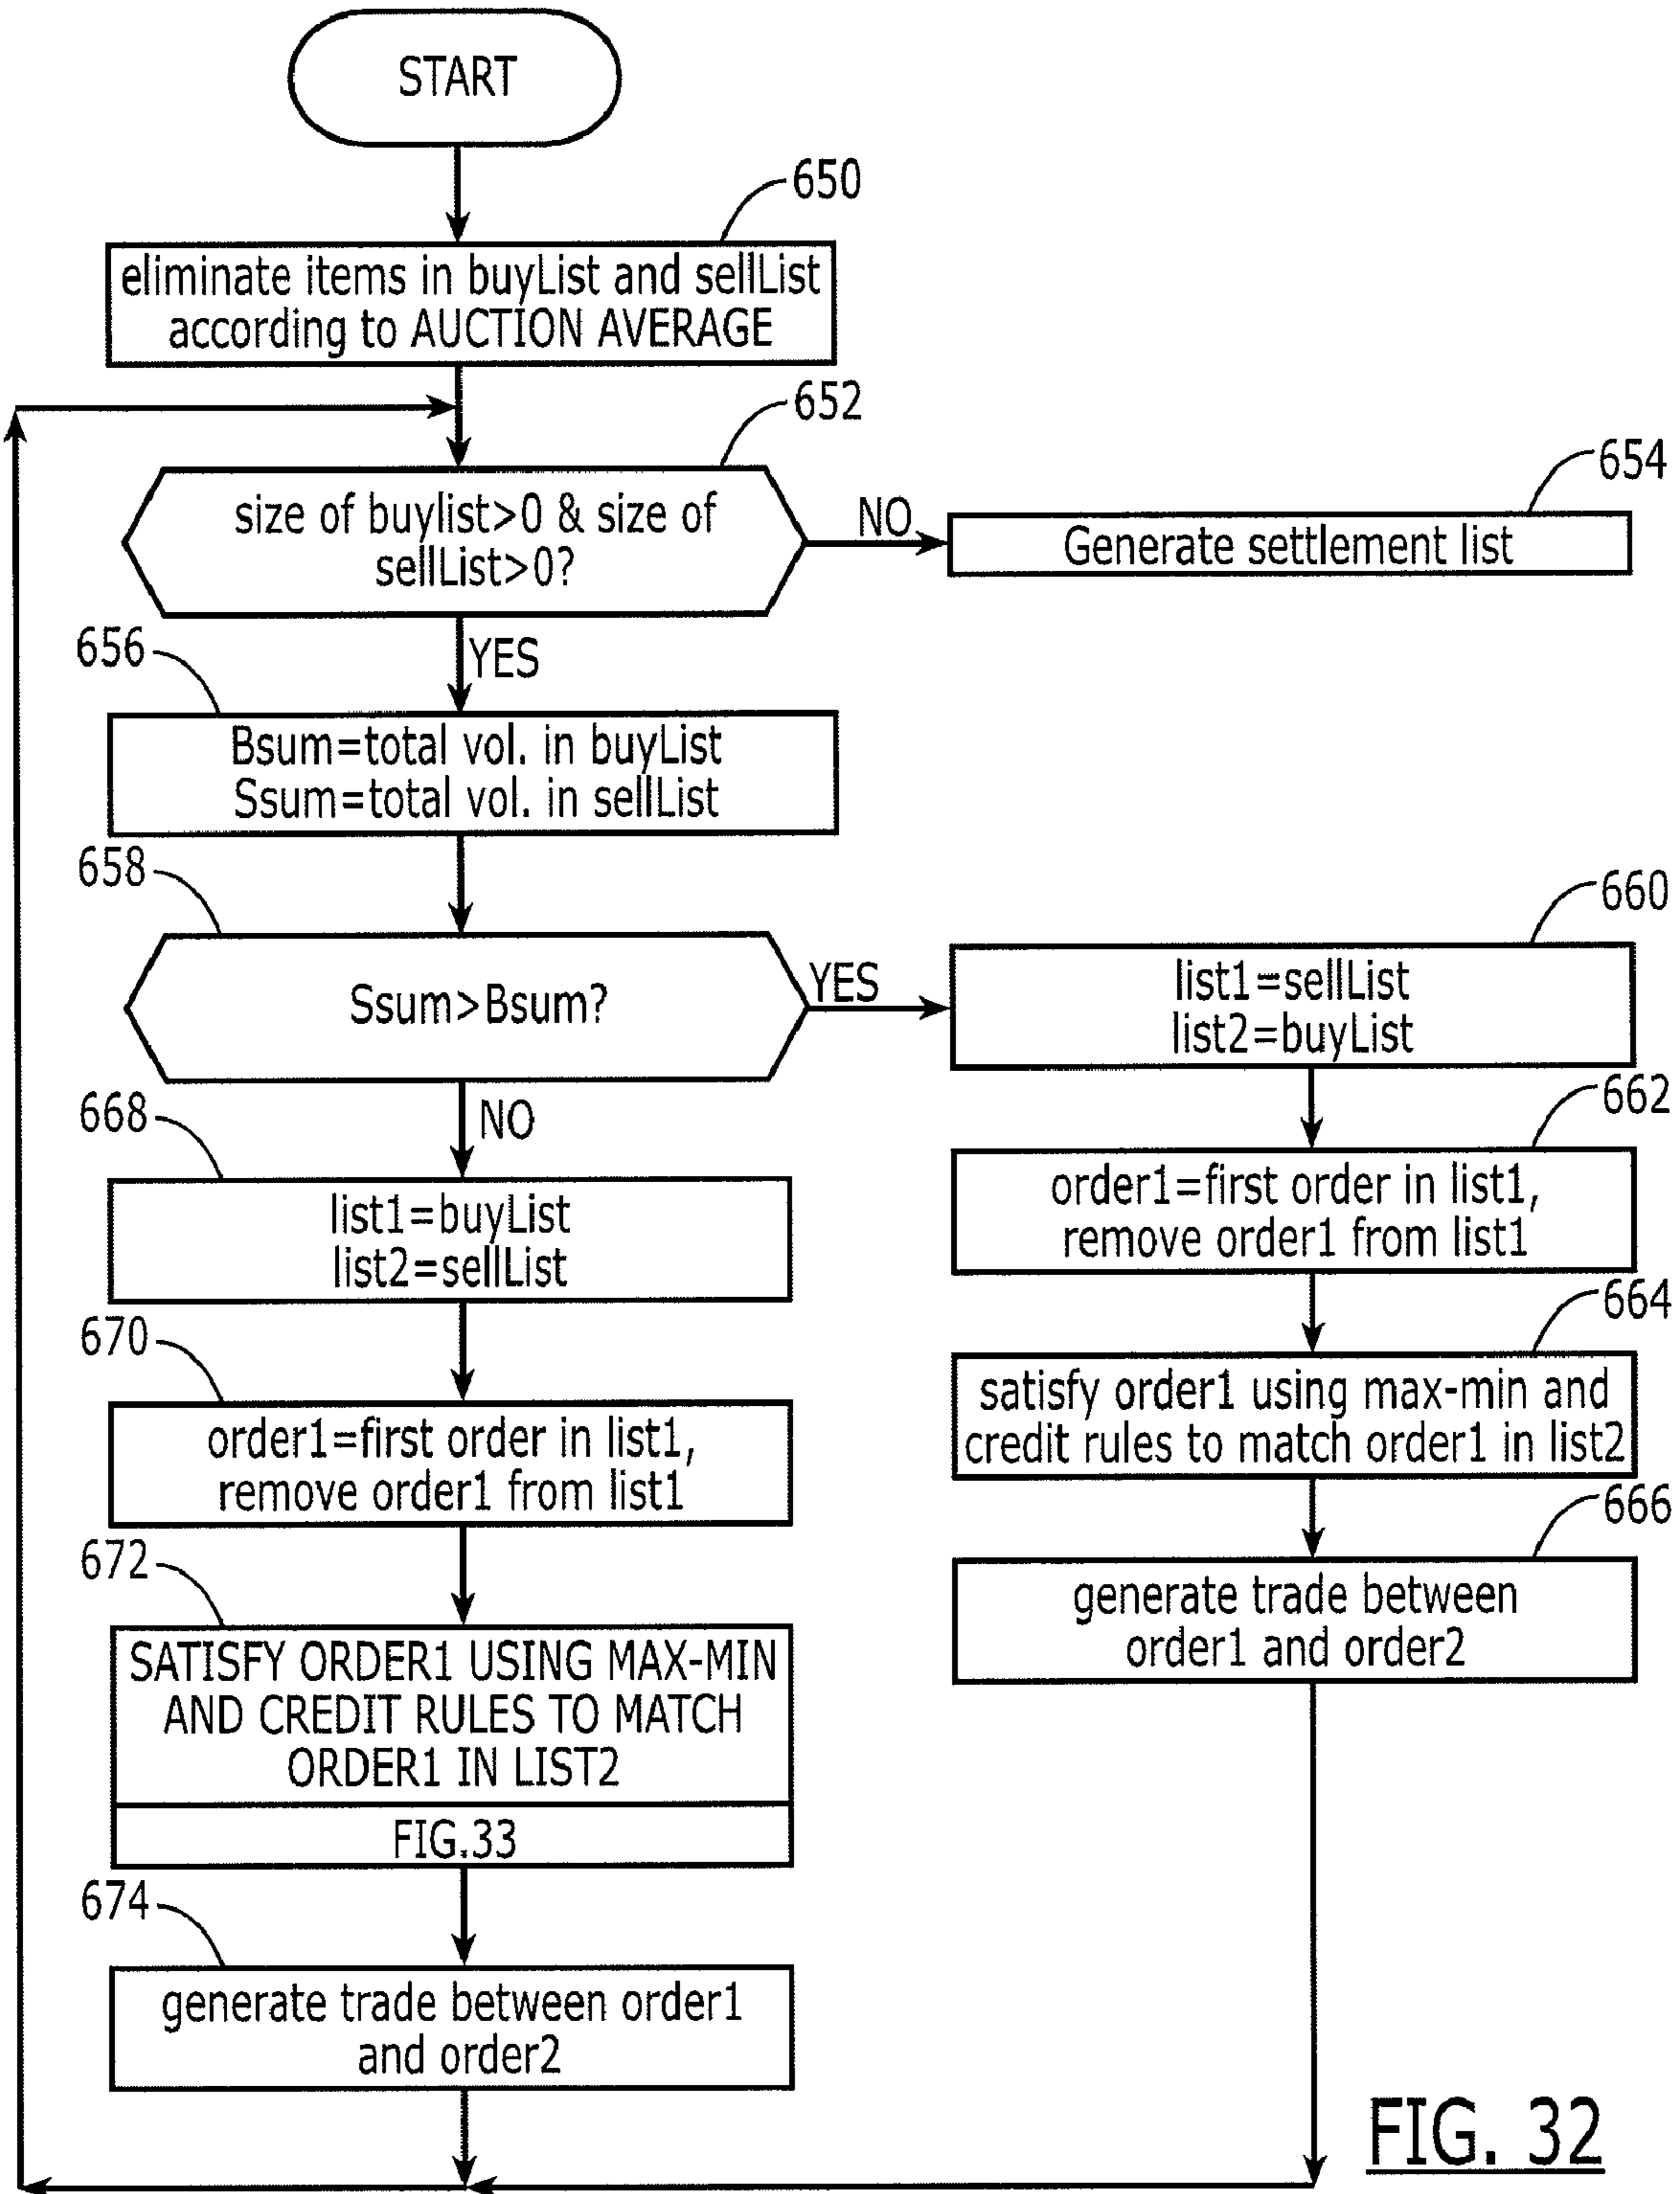 START
650
eliminate items in buyList and sellList
according to AUCTION AVERAGE
652
size of buylist>0 & size of
sellList>0?
NO
654
Generate settlement list
YES
656
Bsum=total vol. in buyList
Ssum=total vol. in sellList
658
Ssum>Bsum?
YES
660
list1=sellList
list2=buyList
662
order1=first order in list1,
remove order1 from list1
664
satisfy order1 using max-min and
credit rules to match order1 in list2
666
generate trade between
order1 and order2
NO
668
list1=buyList
list2=sellList
670
order1=first order in list1,
remove order1 from list1
672
SATISFY ORDER1 USING MAX-MIN
AND CREDIT RULES TO MATCH
ORDER1 IN LIST2
FIG.33
674
generate trade between order1
and order2
FIG. 32